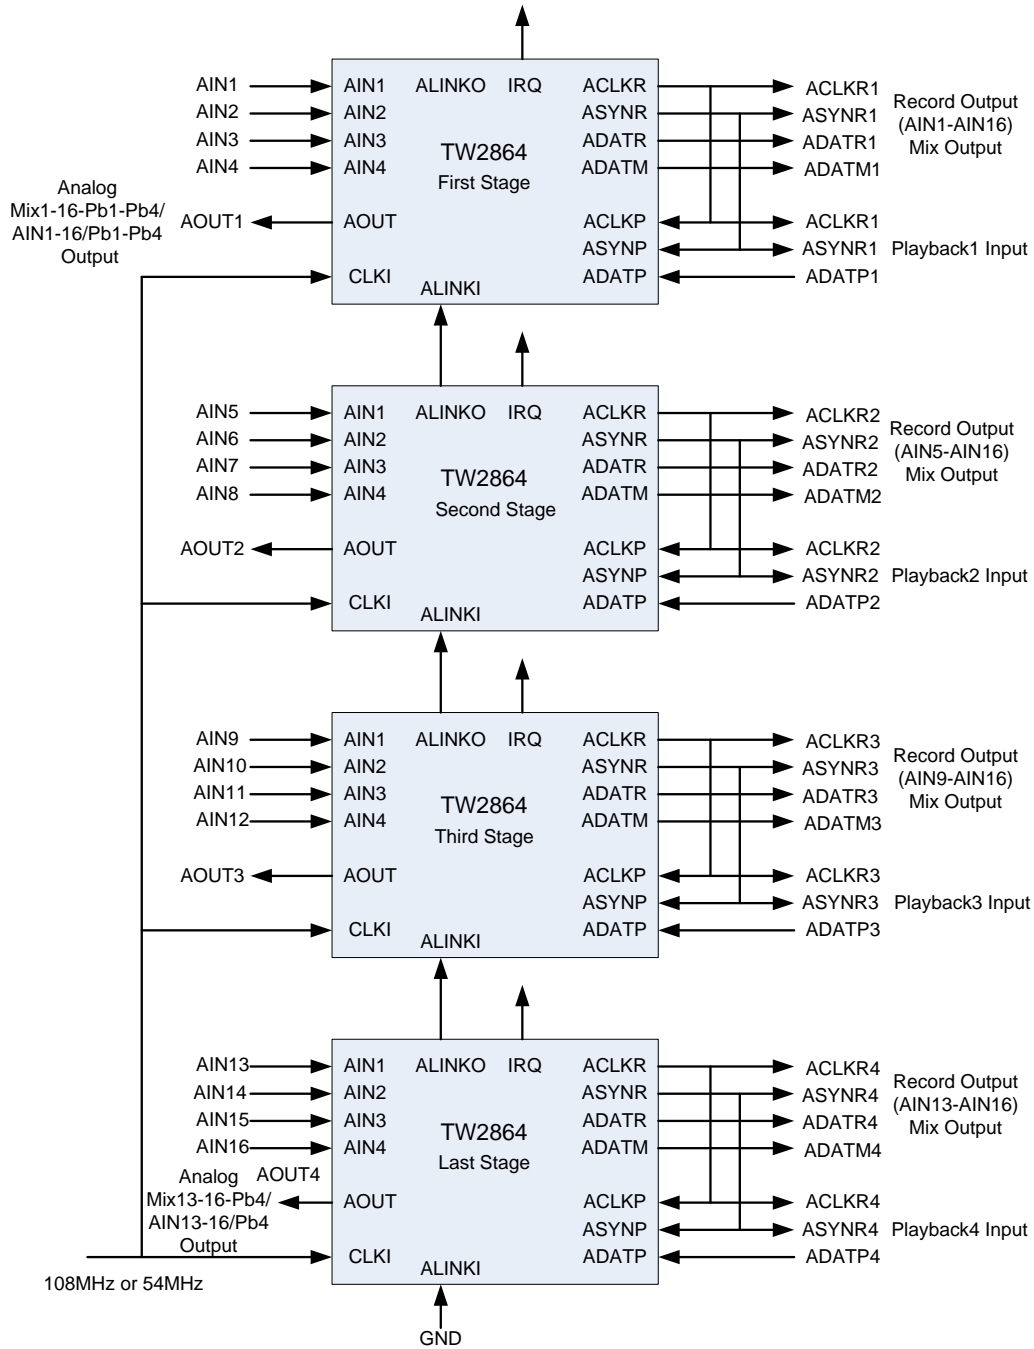 AIN1 AIN1 ALINKO IRQ ACLKR ACLKR1
AIN2 AIN2 ASYNR ASYNR1
AIN3 AIN3 ADATR ADATR1
AIN4 AIN4 ADATM ADATM1
Record Output
(AIN1-AIN16)
Mix Output
TW2864
First Stage
Analog
Mix1-16-Pb1-Pb4/
AIN1-16/Pb1-Pb4
Output
AOUT1 AOUT ACLKP ACLKR1
ASYNP ASYNR1 Playback1 Input
CLKI ADATP ADATP1
ALINKI
AIN5 AIN1 ALINKO IRQ ACLKR ACLKR2
AIN6 AIN2 ASYNR ASYNR2
AIN7 AIN3 ADATR ADATR2
AIN8 AIN4 ADATM ADATM2
Record Output
(AIN5-AIN16)
Mix Output
TW2864
Second Stage
AOUT2 AOUT ACLKP ACLKR2
ASYNP ASYNR2 Playback2 Input
CLKI ADATP ADATP2
ALINKI
AIN9 AIN1 ALINKO IRQ ACLKR ACLKR3
AIN10 AIN2 ASYNR ASYNR3
AIN11 AIN3 ADATR ADATR3
AIN12 AIN4 ADATM ADATM3
Record Output
(AIN9-AIN16)
Mix Output
TW2864
Third Stage
AOUT3 AOUT ACLKP ACLKR3
ASYNP ASYNR3 Playback3 Input
CLKI ADATP ADATP3
ALINKI
AIN13 AIN1 ALINKO IRQ ACLKR ACLKR4
AIN14 AIN2 ASYNR ASYNR4
AIN15 AIN3 ADATR ADATR4
AIN16 AIN4 ADATM ADATM4
Record Output
(AIN13-AIN16)
Mix Output
TW2864
Last Stage
Analog
Mix13-16-Pb4/
AIN13-16/Pb4
Output
AOUT4 AOUT ACLKP ACLKR4
ASYNP ASYNR4 Playback4 Input
CLKI ADATP ADATP4
ALINKI
108MHz or 54MHz
GND